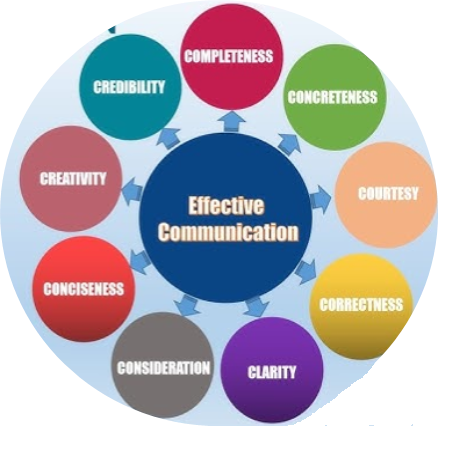 COMPLETENESS
CREDIBILITY
CONCRETENESS
CREATIVITY
COURTESY
Effective
Communication
CONCISENESS
CORRECTNESS
CONSIDERATION
CLARITY